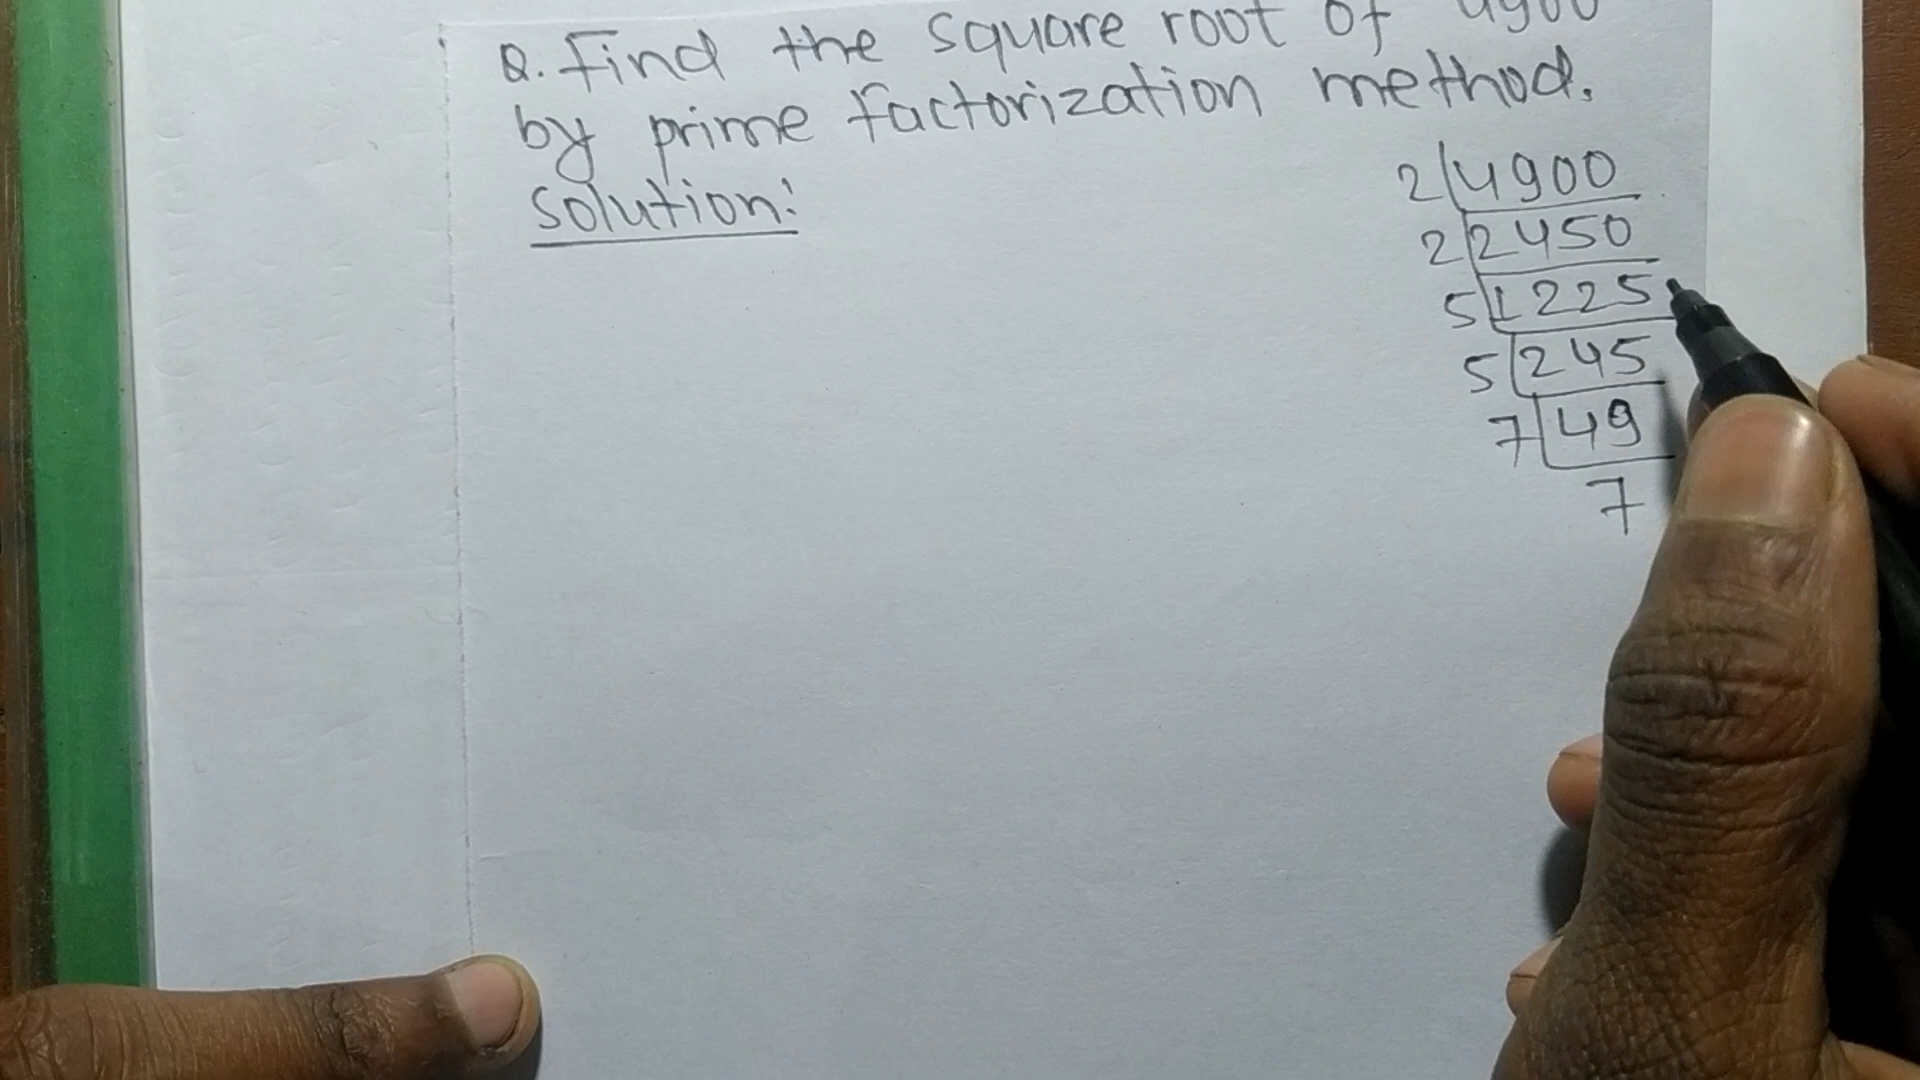 Q. Find the square root of 4900
by prime factorization method.
Solution:
2 4900
2 2450
5 1225
5 245
7 49
7